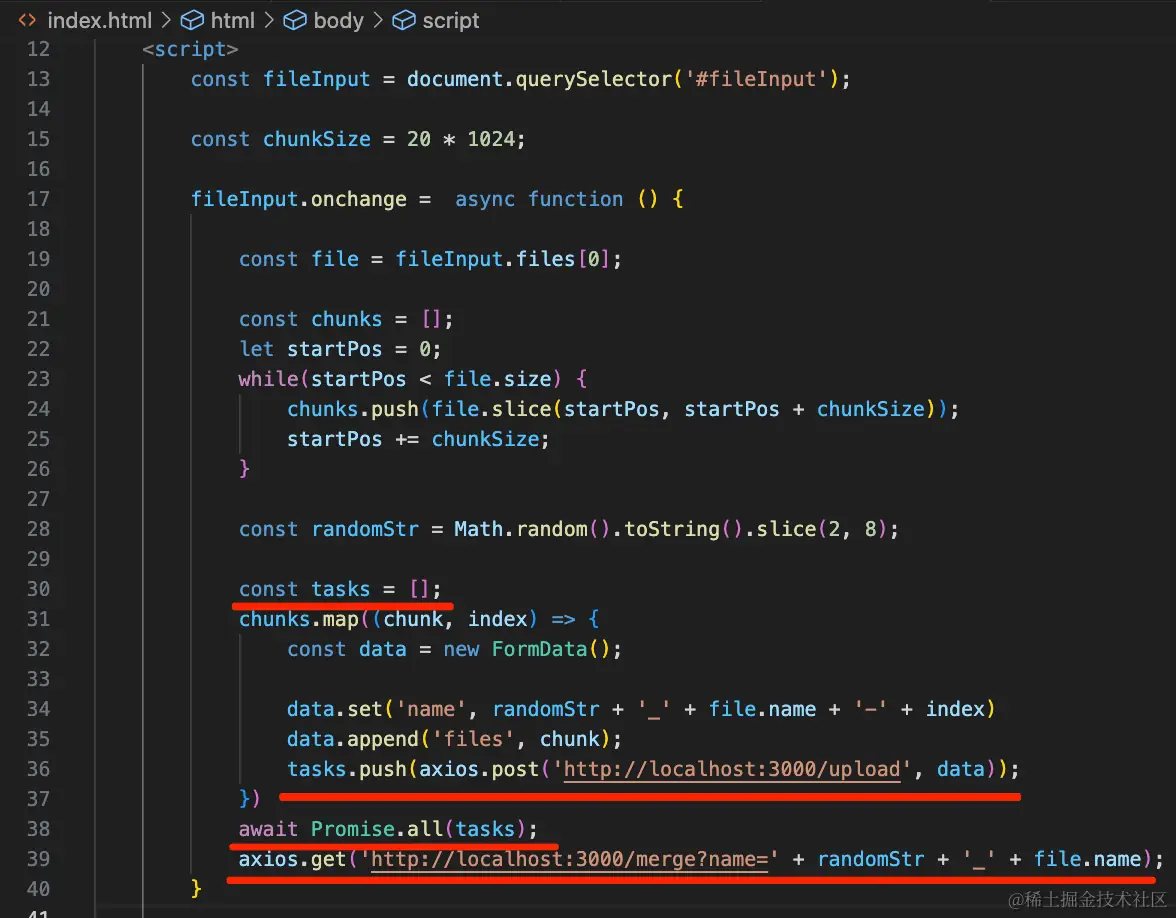 <> index.html > html > body > script
12 <script>
13 const fileInput = document.querySelector('#fileInput');
14
15 const chunkSize = 20 * 1024;
16
17 fileInput.onchange =  async function () {
18
19 const file = fileInput.files[0];
20
21 const chunks = [];
22 let startPos = 0;
23 while(startPos < file.size) {
24 chunks.push(file.slice(startPos, startPos + chunkSize));
25 startPos += chunkSize;
26 }
27
28 const randomStr = Math.random().toString().slice(2, 8);
29
30 const tasks = [];
31 chunks.map((chunk, index) => {
32 const data = new FormData();
33
34 data.set('name', randomStr + '_' + file.name + '-' + index)
35 data.append('files', chunk);
36 tasks.push(axios.post('http://localhost:3000/upload', data));
37 })
38 await Promise.all(tasks);
39 axios.get('http://localhost:3000/merge?name=' + randomStr + '_' + file.name);
40 }
41
@稀土掘金技术社区